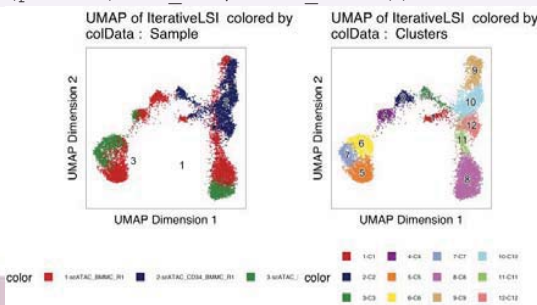 UMAP of IterativeLSI colored by
colData : Sample
UMAP Dimension 2
3
1
UMAP Dimension 1
color 1-scATAC_BMMC_R1 2-scATAC_CD34_BMMC_R1 3-scATAC_
UMAP of IterativeLSI colored by
colData : Clusters
UMAP Dimension 2
9
10
12
11
6
7
5
8
UMAP Dimension 1
color
1-C1 4-C4 7-C7 10-C10
2-C2 5-C5 8-C8 11-C11
3-C3 6-C6 9-C9 12-C12